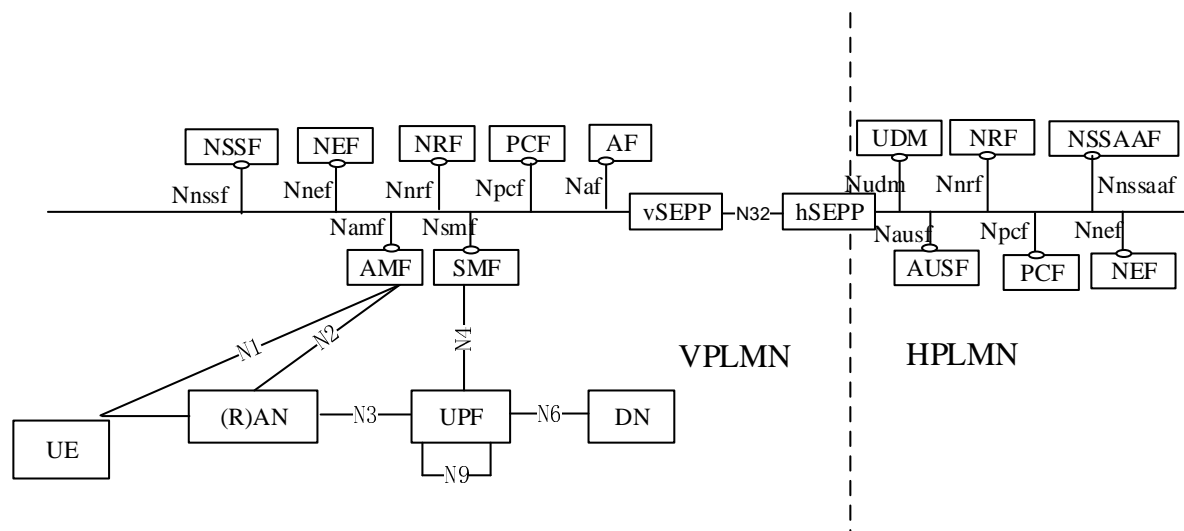 NSSF NEF NRF PCF AF UDM NRF NSSAAF
Nnssf Nnef Nnrf Npcf Naf Nudm Nnrf Nnssaaf
vSEPP N32 hSEPP
Namf Nsmf Nausf Npcf Nnef
AMF SMF AUSF PCF NEF
N1 N2 N4 VPLMN HPLMN
(R)AN N3 UPF N6 DN
UE
N9